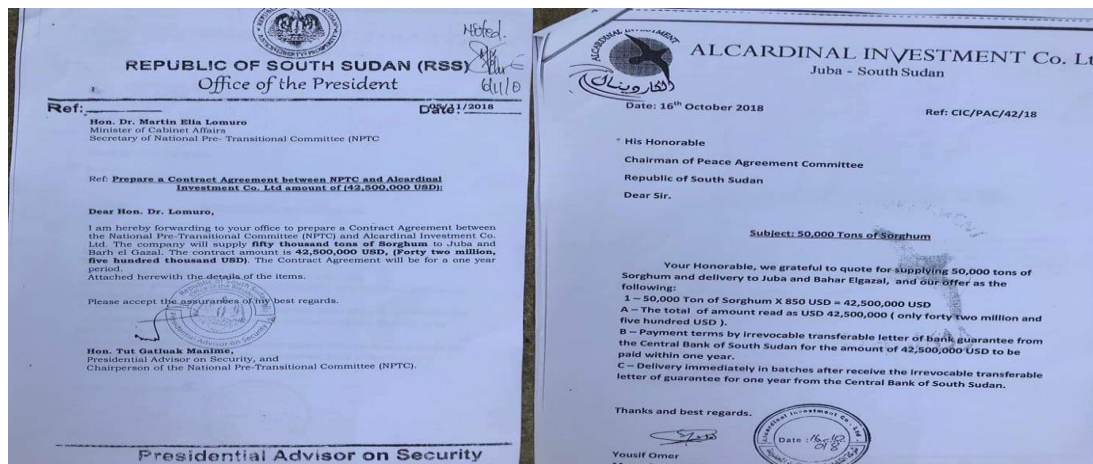 Noted.
REPUBLIC OF SOUTH SUDAN (RSS)
Office of the President
Ref:
Date: 05/11/2018
Hon. Dr. Martin Elia Lomuro
Minister of Cabinet Affairs
Secretary of National Pre- Transitional Committee (NPTC
Ref: Prepare a Contract Agreement between NPTC and Alcardinal
Investment Co. Ltd amount of (42,500,000 USD):
Dear Hon. Dr. Lomuro,
I am hereby forwarding to your office to prepare a Contract Agreement between
the National Pre-Transitional Committee (NPTC) and Alcardinal Investment Co.
Ltd. The company will supply fifty thousand tons of Sorghum to Juba and
Barh el Gazal. The contract amount is 42,500,000 USD, (Forty two million,
five hundred thousand USD). The Contract Agreement will be for a one year
period.
Attached herewith the details of the items.
Please accept the assurances of my best regards.
Hon. Tut Gatluak Manime,
Presidential Advisor on Security, and
Chairperson of the National Pre-Transitional Committee (NPTC).
Presidential Advisor on Security
ALCARDINAL INVESTMENT
الكاردينال
ALCARDINAL INVESTMENT Co. Lt
Juba - South Sudan
Date: 16th October 2018
Ref: CIC/PAC/42/18
His Honorable
Chairman of Peace Agreement Committee
Republic of South Sudan
Dear Sir.
Subject: 50,000 Tons of Sorghum
Your Honorable, we grateful to quote for supplying 50,000 tons of
Sorghum and delivery to Juba and Bahar Elgazal, and our offer as the
following:
1 – 50,000 Ton of Sorghum X 850 USD = 42,500,000 USD
A – The total of amount read as USD 42,500,000 ( only forty two million and
five hundred USD ).
B – Payment terms by irrevocable transferable letter of bank guarantee from
the Central Bank of South Sudan for the amount of 42,500,000 USD to be
paid within one year.
C – Delivery immediately in batches after receive the irrevocable transferable
letter of guarantee for one year from the Central Bank of South Sudan.
Thanks and best regards.
Alcardinal Investment Co. Ltd.
Date :
Yousif Omer